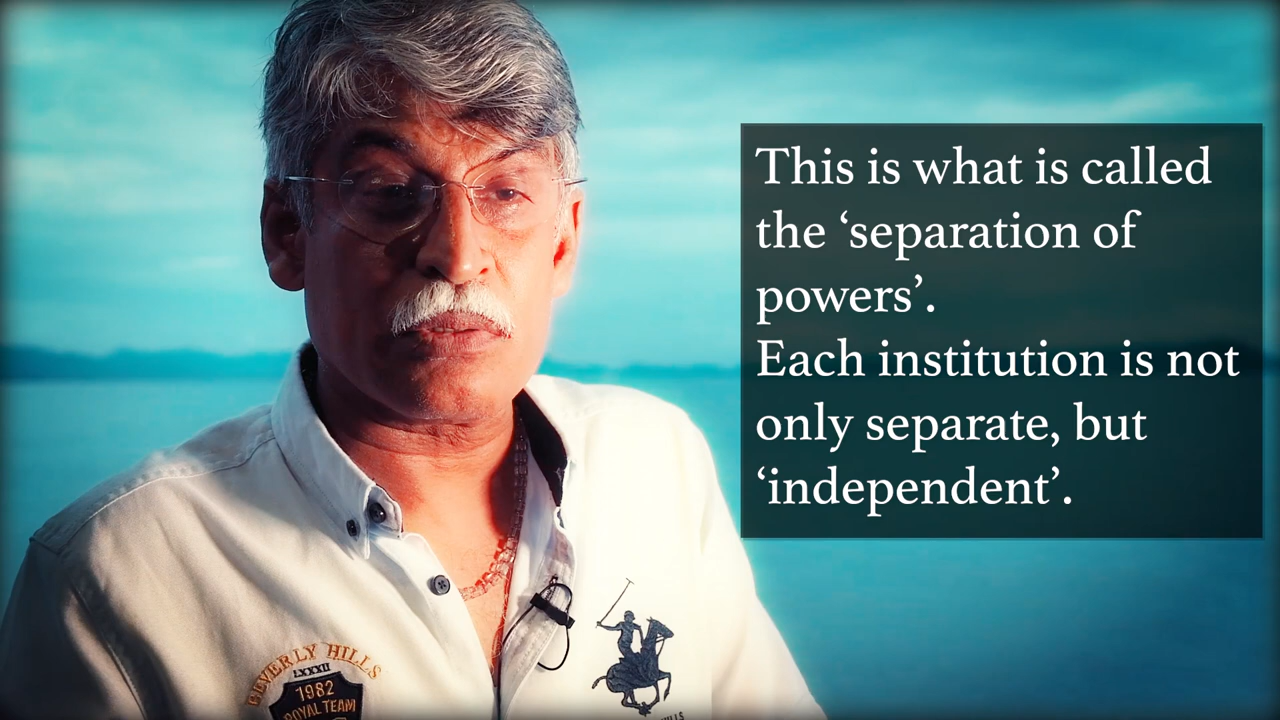 This is what is called
the ‘separation of
powers’.
Each institution is not
only separate, but
‘independent’.
BEVERLY HILLS
LXXXII
1982
ROYAL TEAM